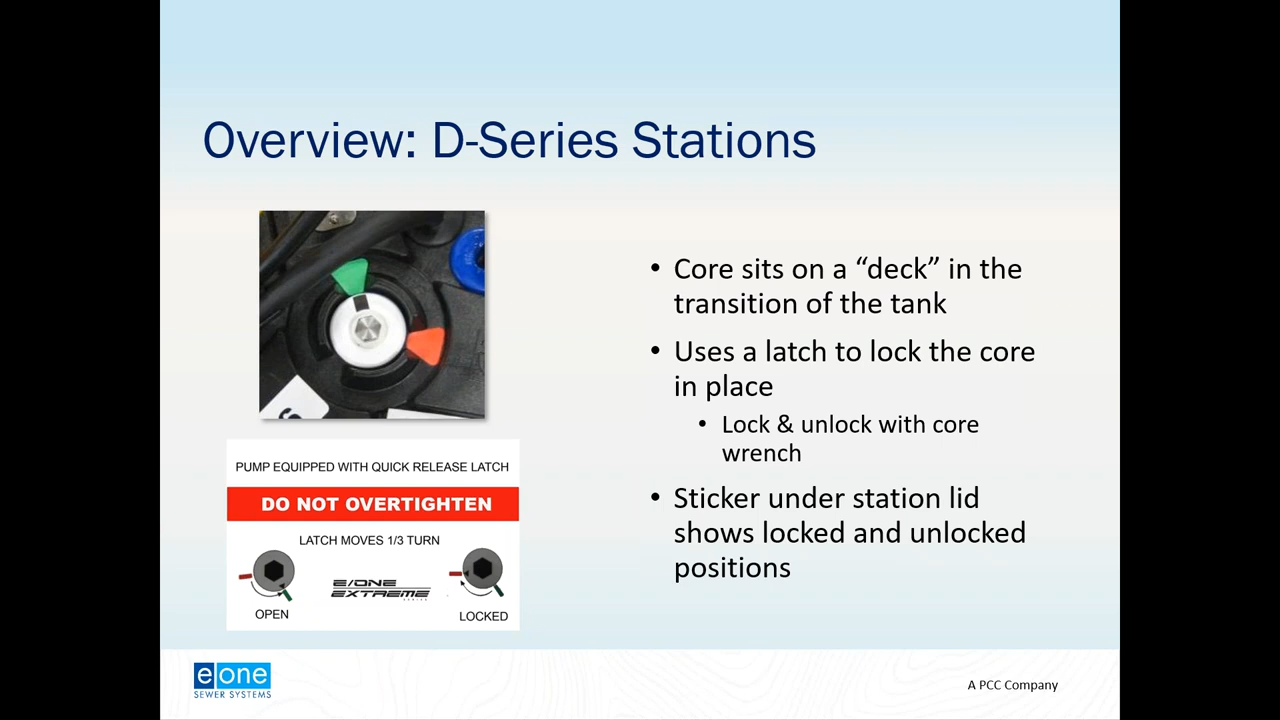 Overview: D-Series Stations
• Core sits on a “deck” in the
transition of the tank
• Uses a latch to lock the core
in place
• Lock & unlock with core
wrench
• Sticker under station lid
shows locked and unlocked
positions
PUMP EQUIPPED WITH QUICK RELEASE LATCH
DO NOT OVERTIGHTEN
LATCH MOVES 1/3 TURN
E/ONE
EXTREME
SERIES
OPEN
LOCKED
eone
SEWER SYSTEMS
A PCC Company